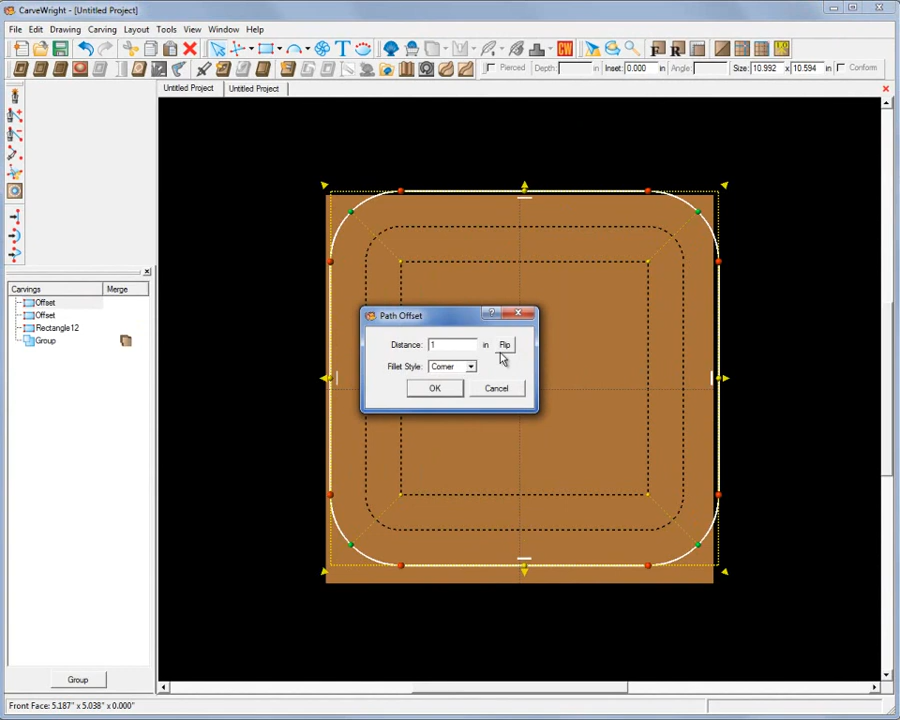 CarveWright - [Untitled Project]
File Edit Drawing Carving Layout Tools View Window Help
T CW F R
Pierced Depth: in Inset: 0.000 in Angle: Size: 10.992 x 10.594 in Conform
Untitled Project Untitled Project
Path Offset
Distance: 1 in Flip
Fillet Style: Corner
OK Cancel
Carvings Merge
Offset
Offset
Rectangle12
Group
Group
Front Face: 5.187" x 5.038" x 0.000"